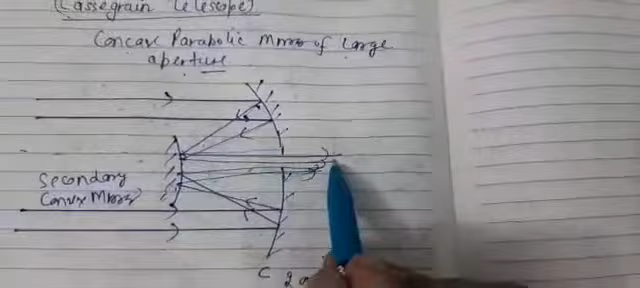 (Cassegrain Telescope)
Concave Parabolic Mirror of Large
aperture
Secondary
Convex Mirror
C